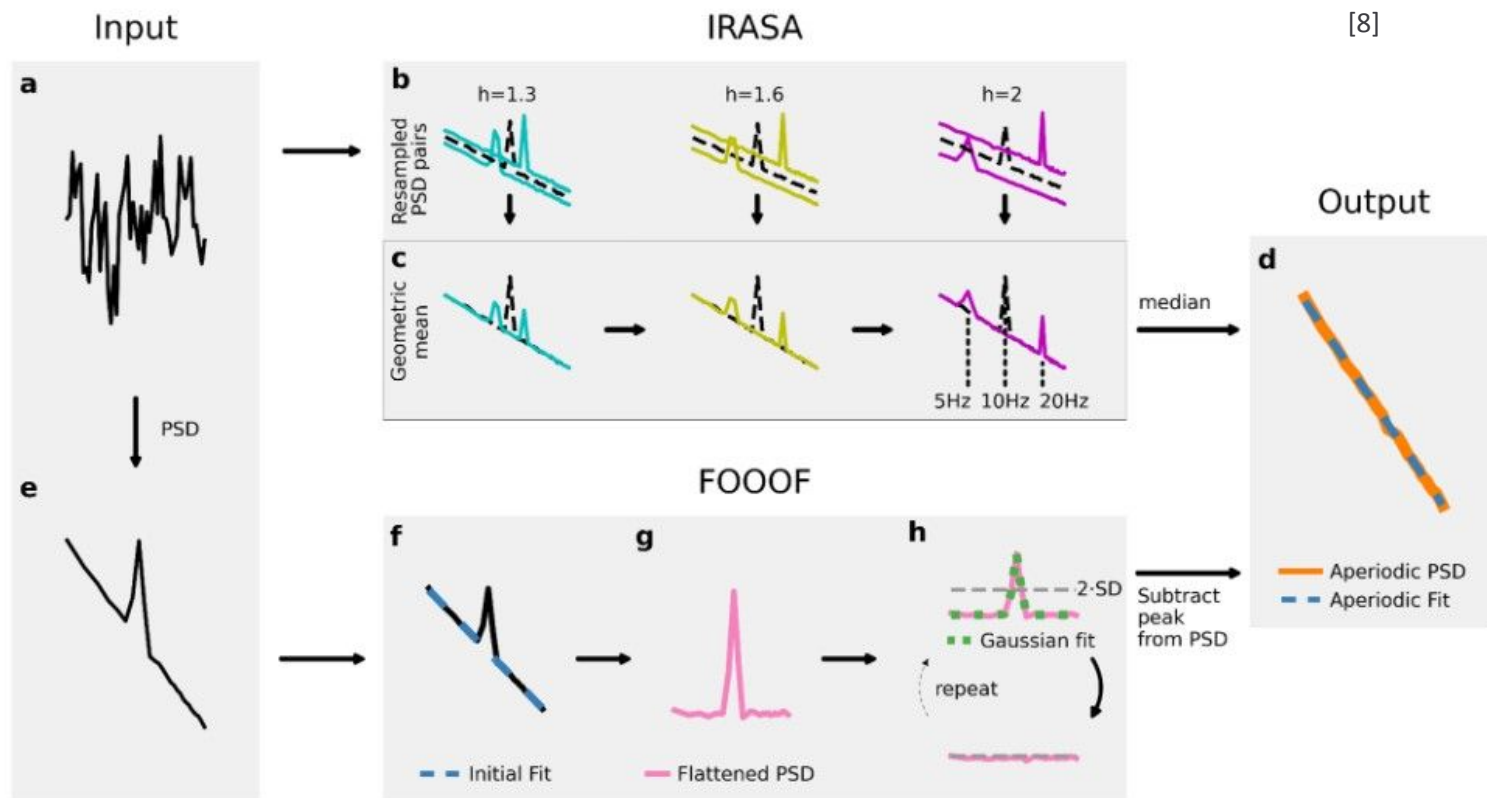 Input
IRASA
[8]
a
b
h=1.3
h=1.6
h=2
Resampled
PSD pairs
c
Geometric
mean
5Hz 10Hz 20Hz
median
Output
d
PSD
e
FOOOF
f
g
h
2·SD
Gaussian fit
repeat
Initial Fit
Flattened PSD
Subtract
peak
from PSD
Aperiodic PSD
Aperiodic Fit